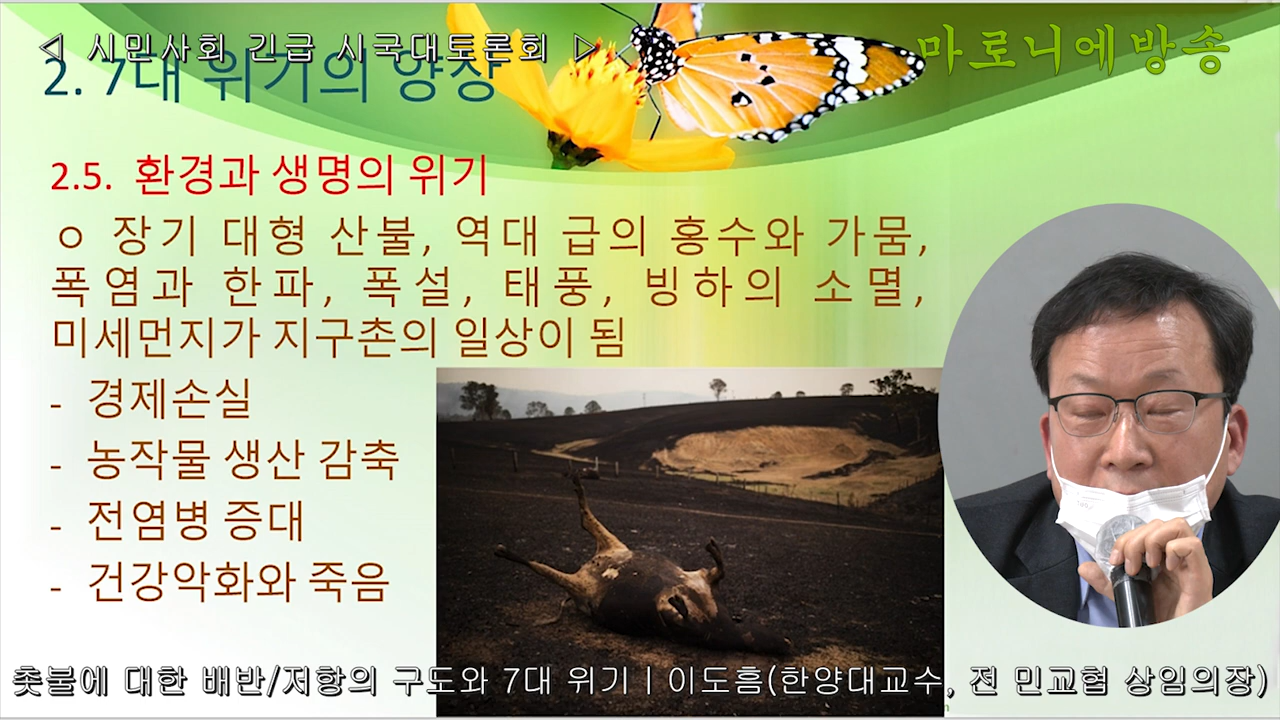 ◁ 시민사회 긴급 시국대토론회 ▷
마로니에방송
2. 7대 위기의 양상
2.5. 환경과 생명의 위기
ㅇ 장기 대형 산불, 역대 급의 홍수와 가뭄,
폭염과 한파, 폭설, 태풍, 빙하의 소멸,
미세먼지가 지구촌의 일상이 됨
- 경제손실
- 농작물 생산 감축
- 전염병 증대
- 건강악화와 죽음
촛불에 대한 배반/저항의 구도와 7대 위기 | 이도흠(한양대교수, 전 민교협 상임의장)